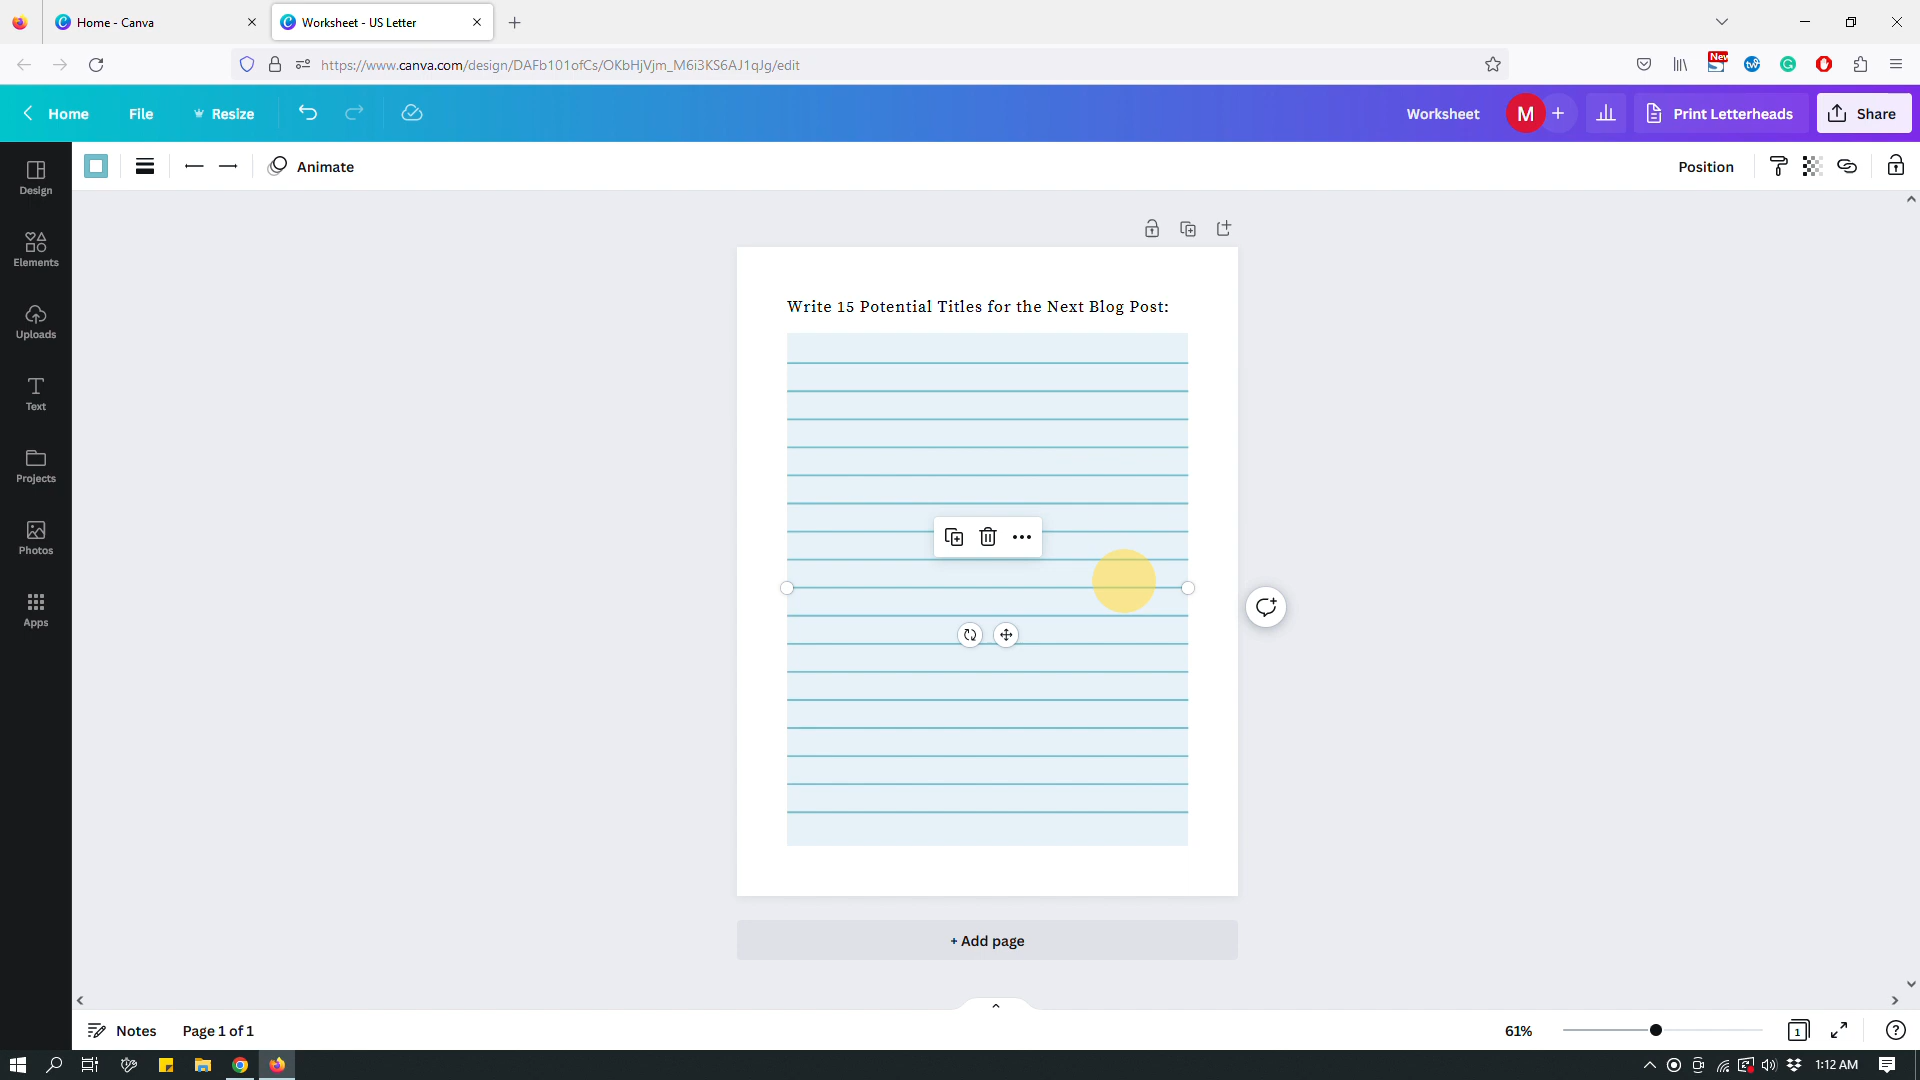 Home - Canva
Worksheet - US Letter
https://www.canva.com/design/DAFb101ofCs/OKbHjVjm_M6i3KS6AJ1qJg/edit
New
Home
File
Resize
Worksheet
M
Print Letterheads
Share
Animate
Position
Design
Elements
Uploads
Text
Projects
Photos
Apps
Write 15 Potential Titles for the Next Blog Post:
+ Add page
Notes
Page 1 of 1
61%
1
1:12 AM